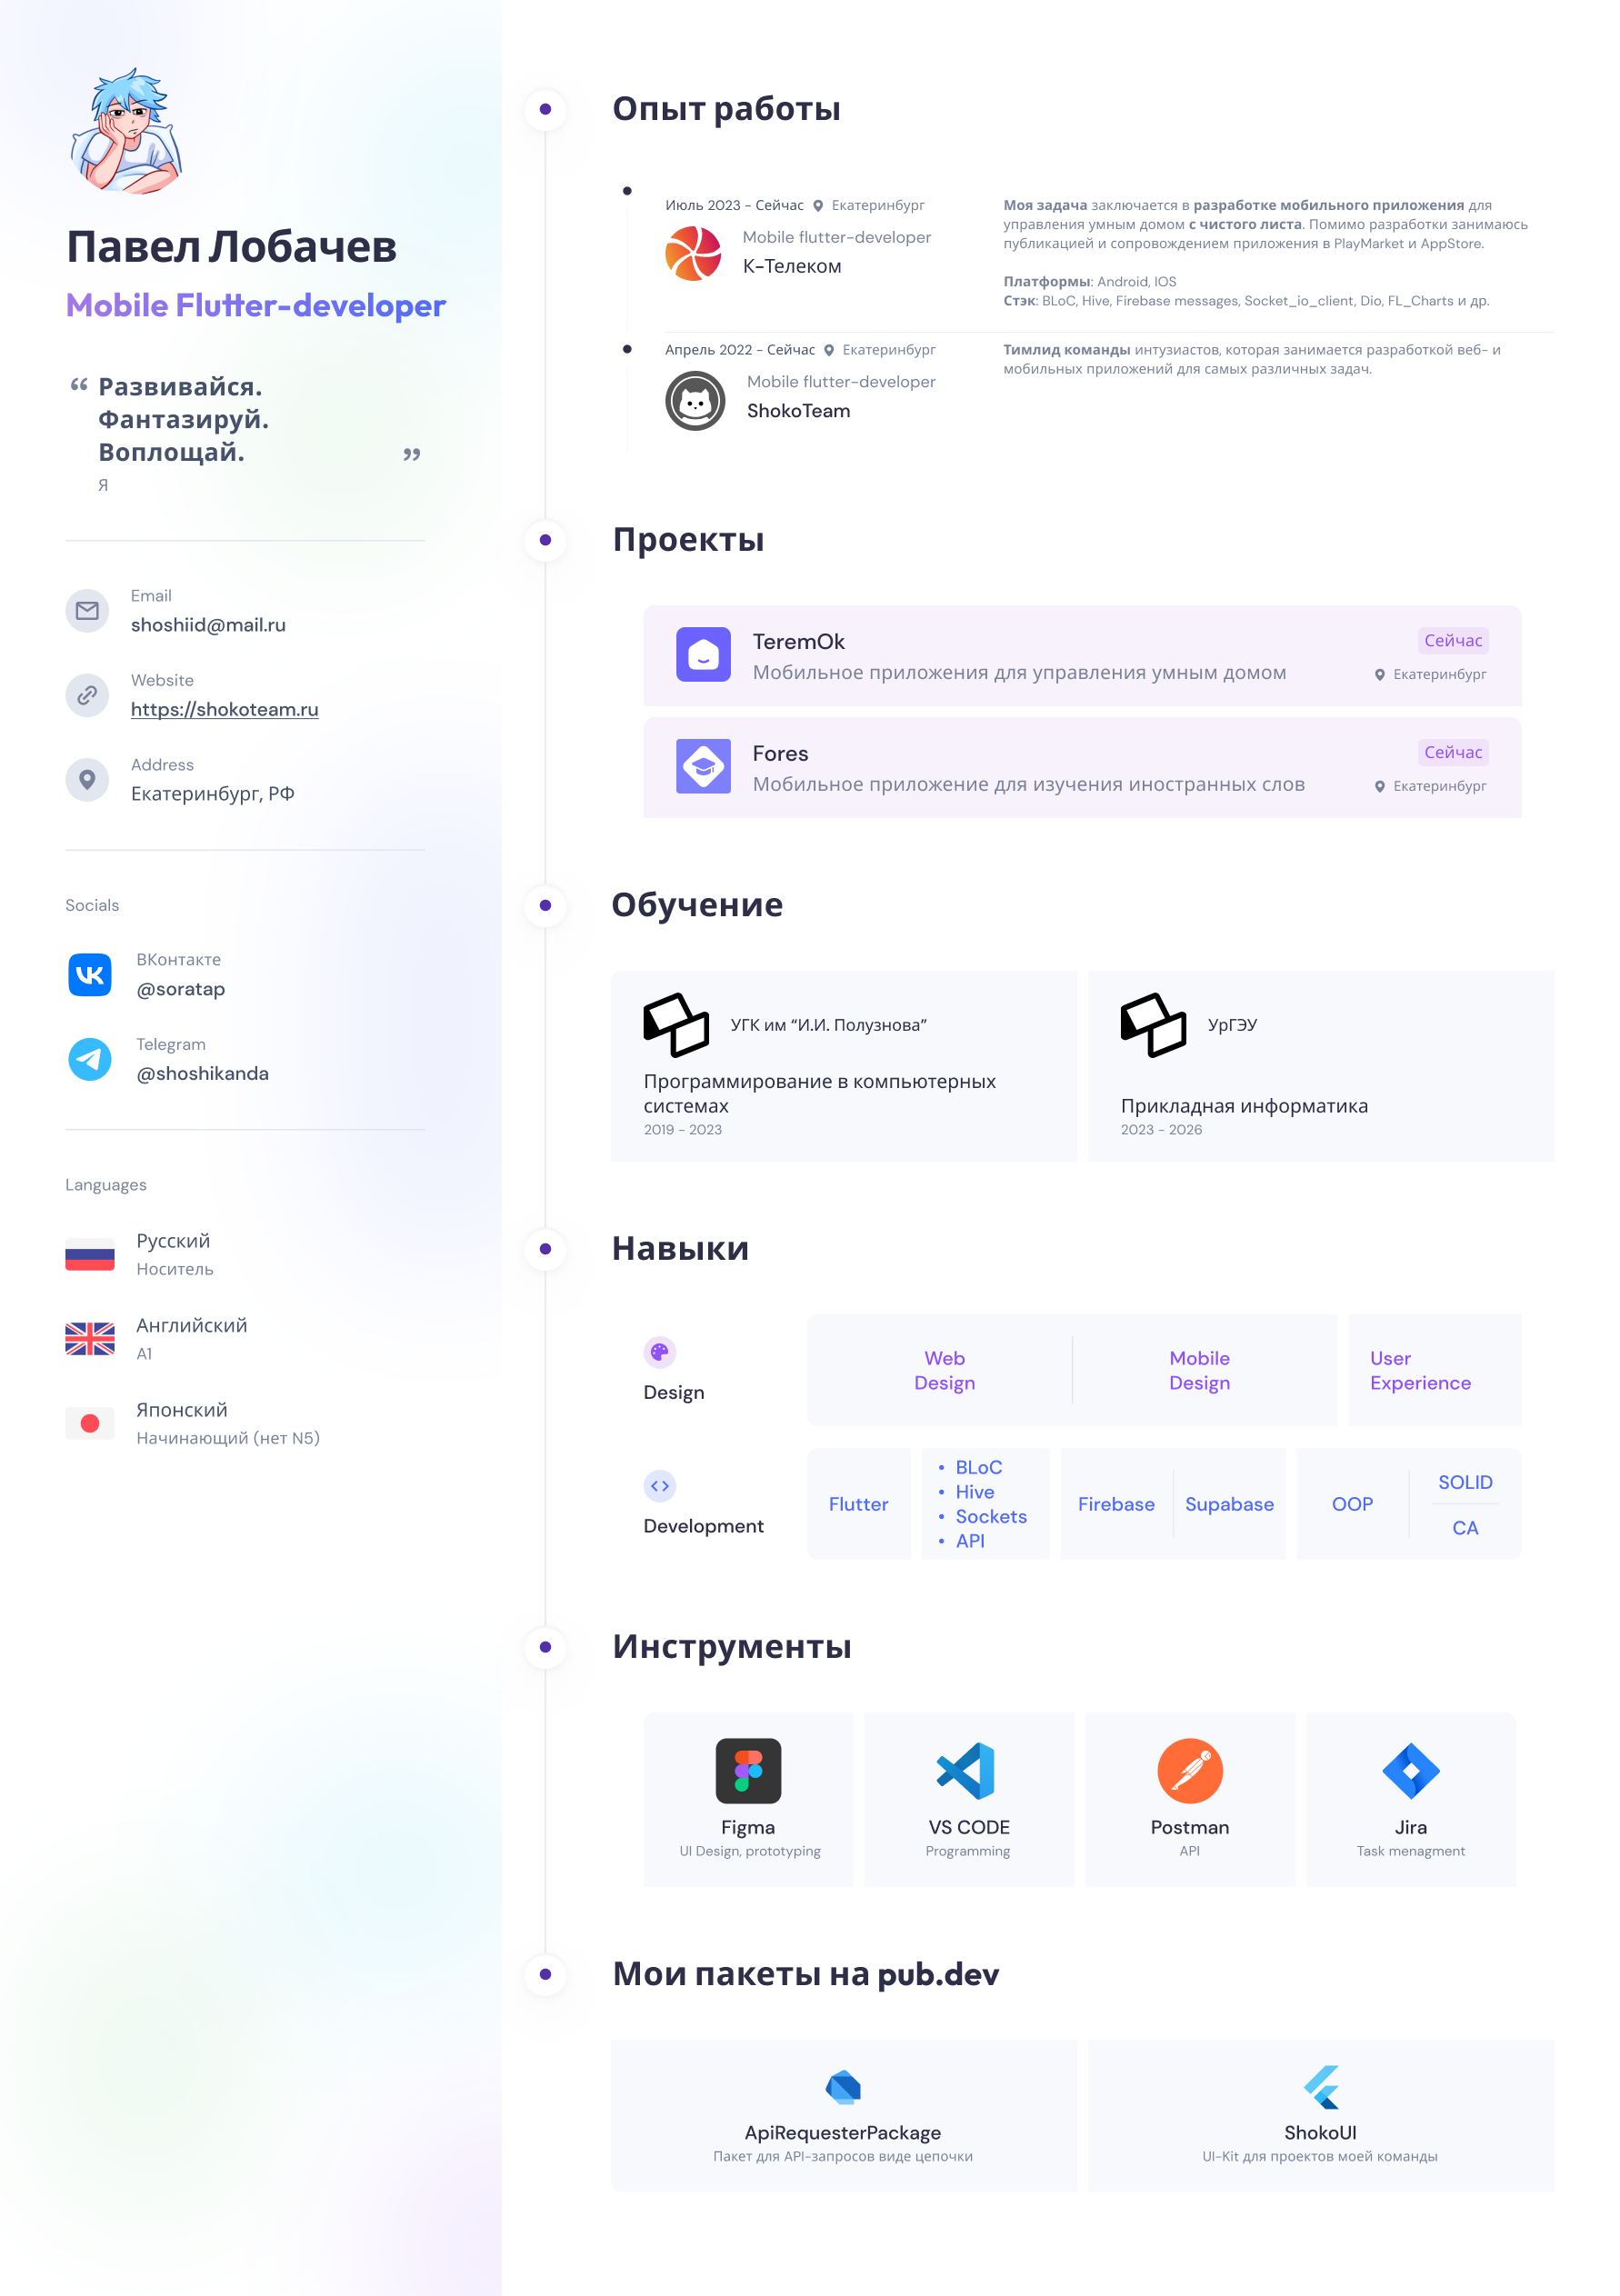 Павел Лобачев
Mobile Flutter-developer
“ Развивайся.
Фантазируй.
Воплощай. ”
Я
Email
shoshiid@mail.ru
Website
https://shokoteam.ru
Address
Екатеринбург, РФ
Socials
ВКонтакте
@soratap
Telegram
@shoshikanda
Languages
Русский
Носитель
Английский
A1
Японский
Начинающий (нет N5)
Опыт работы
Июль 2023 - Сейчас Екатеринбург
Mobile flutter-developer
К-Телеком
Моя задача заключается в разработке мобильного приложения для
управления умным домом с чистого листа. Помимо разработки занимаюсь
публикацией и сопровождением приложения в PlayMarket и AppStore.
Платформы: Android, IOS
Стэк: BLoC, Hive, Firebase messages, Socket_io_client, Dio, FL_Charts и др.
Апрель 2022 - Сейчас Екатеринбург
Mobile flutter-developer
ShokoTeam
Тимлид команды интузиастов, которая занимается разработкой веб- и
мобильных приложений для самых различных задач.
Проекты
TeremOk
Мобильное приложения для управления умным домом
Сейчас
Екатеринбург
Fores
Мобильное приложение для изучения иностранных слов
Сейчас
Екатеринбург
Обучение
УГК им “И.И. Полузнова”
Программирование в компьютерных
системах
2019 - 2023
УрГЭУ
Прикладная информатика
2023 - 2026
Навыки
Design
Web
Design
Mobile
Design
User
Experience
Development
Flutter
• BLoC
• Hive
• Sockets
• API
Firebase
Supabase
OOP
SOLID
CA
Инструменты
Figma
UI Design, prototyping
VS CODE
Programming
Postman
API
Jira
Task menagment
Мои пакеты на pub.dev
ApiRequesterPackage
Пакет для API-запросов виде цепочки
ShokoUI
UI-Kit для проектов моей команды